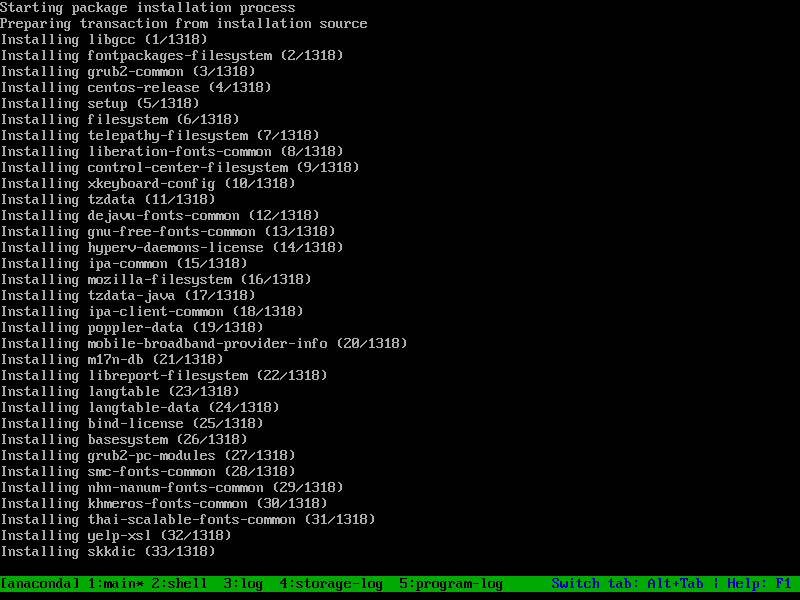 Starting package installation process
Preparing transaction from installation source
Installing libgcc (1/1318)
Installing fontpackages-filesystem (2/1318)
Installing grub2-common (3/1318)
Installing centos-release (4/1318)
Installing setup (5/1318)
Installing filesystem (6/1318)
Installing telepathy-filesystem (7/1318)
Installing liberation-fonts-common (8/1318)
Installing control-center-filesystem (9/1318)
Installing xkeyboard-config (10/1318)
Installing tzdata (11/1318)
Installing dejavu-fonts-common (12/1318)
Installing gnu-free-fonts-common (13/1318)
Installing hyperv-daemons-license (14/1318)
Installing ipa-common (15/1318)
Installing mozilla-filesystem (16/1318)
Installing tzdata-java (17/1318)
Installing ipa-client-common (18/1318)
Installing poppler-data (19/1318)
Installing mobile-broadband-provider-info (20/1318)
Installing m17n-db (21/1318)
Installing libreport-filesystem (22/1318)
Installing langtable (23/1318)
Installing langtable-data (24/1318)
Installing bind-license (25/1318)
Installing basesystem (26/1318)
Installing grub2-pc-modules (27/1318)
Installing smc-fonts-common (28/1318)
Installing nhn-nanum-fonts-common (29/1318)
Installing khmeros-fonts-common (30/1318)
Installing thai-scalable-fonts-common (31/1318)
Installing yelp-xsl (32/1318)
Installing skkdic (33/1318)
[anaconda] 1:main* 2:shell  3:log  4:storage-log  5:program-log      Switch tab: Alt+Tab | Help: F1